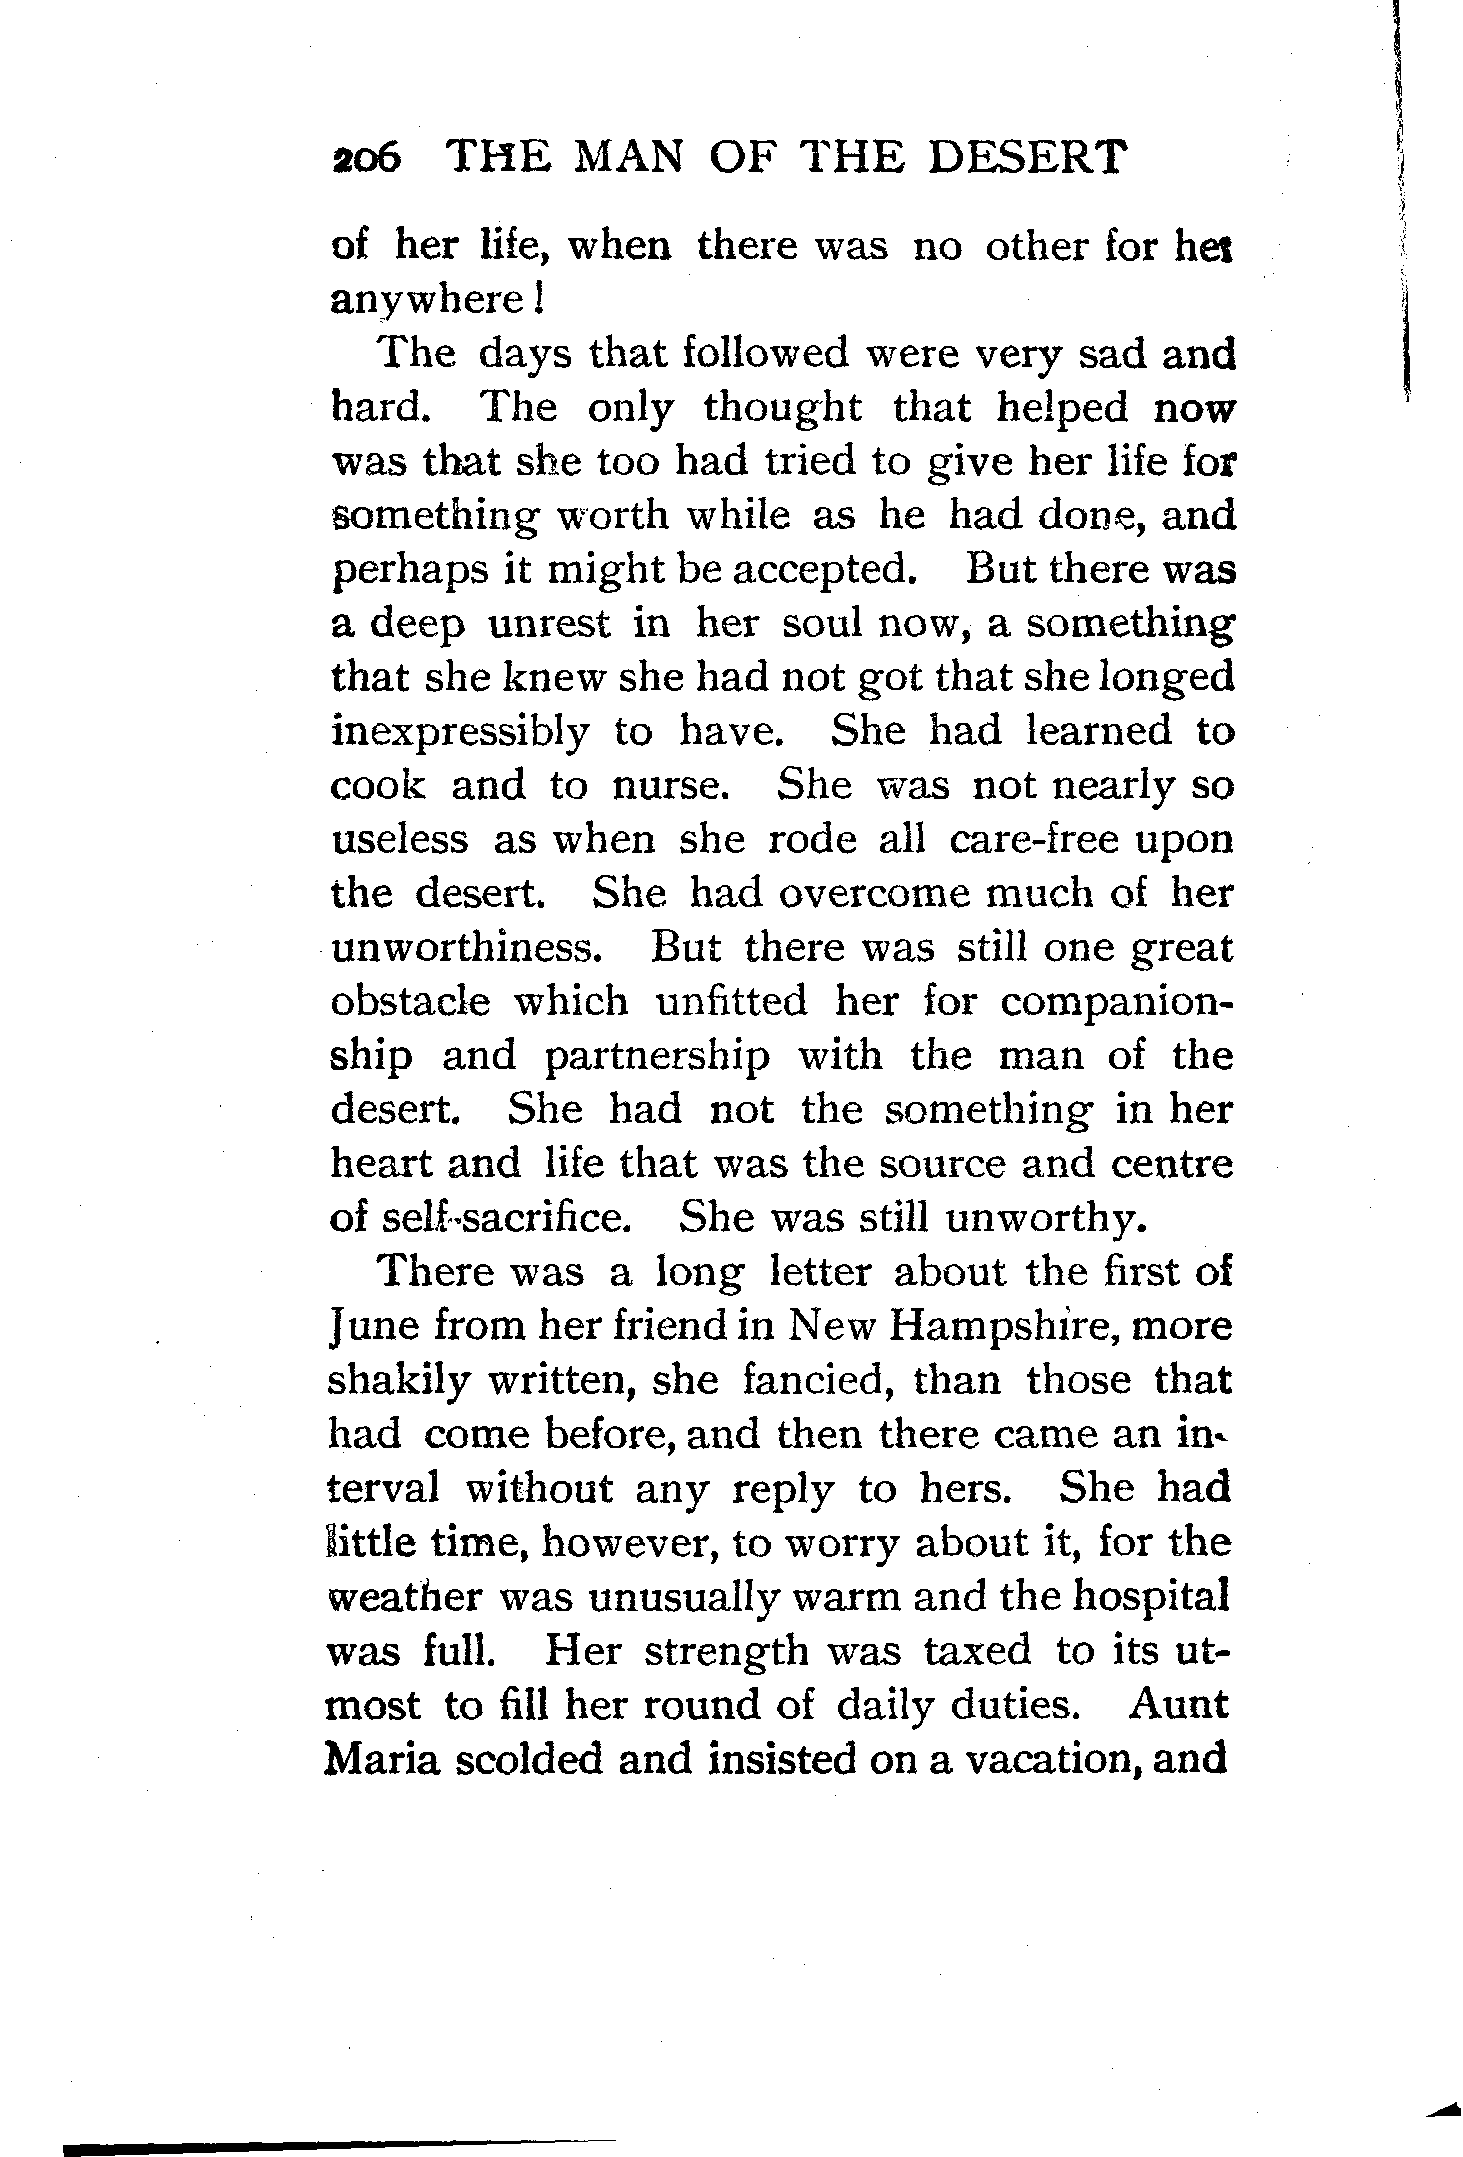 206 THE MAN OF THE DESERT
of her life, when there was no other for her
anywhere!
The days that followed were very sad and
hard. The only thought that helped now
was that she too had tried to give her life for
something worth while as he had done, and
perhaps it might be accepted. But there was
a deep unrest in her soul now, a something
that she knew she had not got that she longed
inexpressibly to have. She had learned to
cook and to nurse. She was not nearly so
useless as when she rode all care-free upon
the desert. She had overcome much of her
unworthiness. But there was still one great
obstacle which unfitted her for companion-
ship and partnership with the man of the
desert. She had not the something in her
heart and life that was the source and centre
of self-sacrifice. She was still unworthy.
There was a long letter about the first of
June from her friend in New Hampshire, more
shakily written, she fancied, than those that
had come before, and then there came an in-
terval without any reply to hers. She had
little time, however, to worry about it, for the
weather was unusually warm and the hospital
was full. Her strength was taxed to its ut-
most to fill her round of daily duties. Aunt
Maria scolded and insisted on a vacation, and